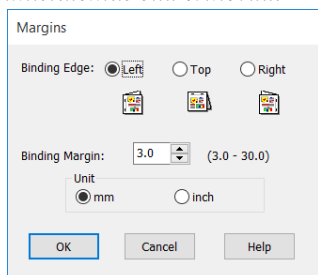 Margins
Binding Edge: Left Top Right
Binding Margin: 3.0 (3.0 - 30.0)
Unit
mm inch
OK Cancel Help